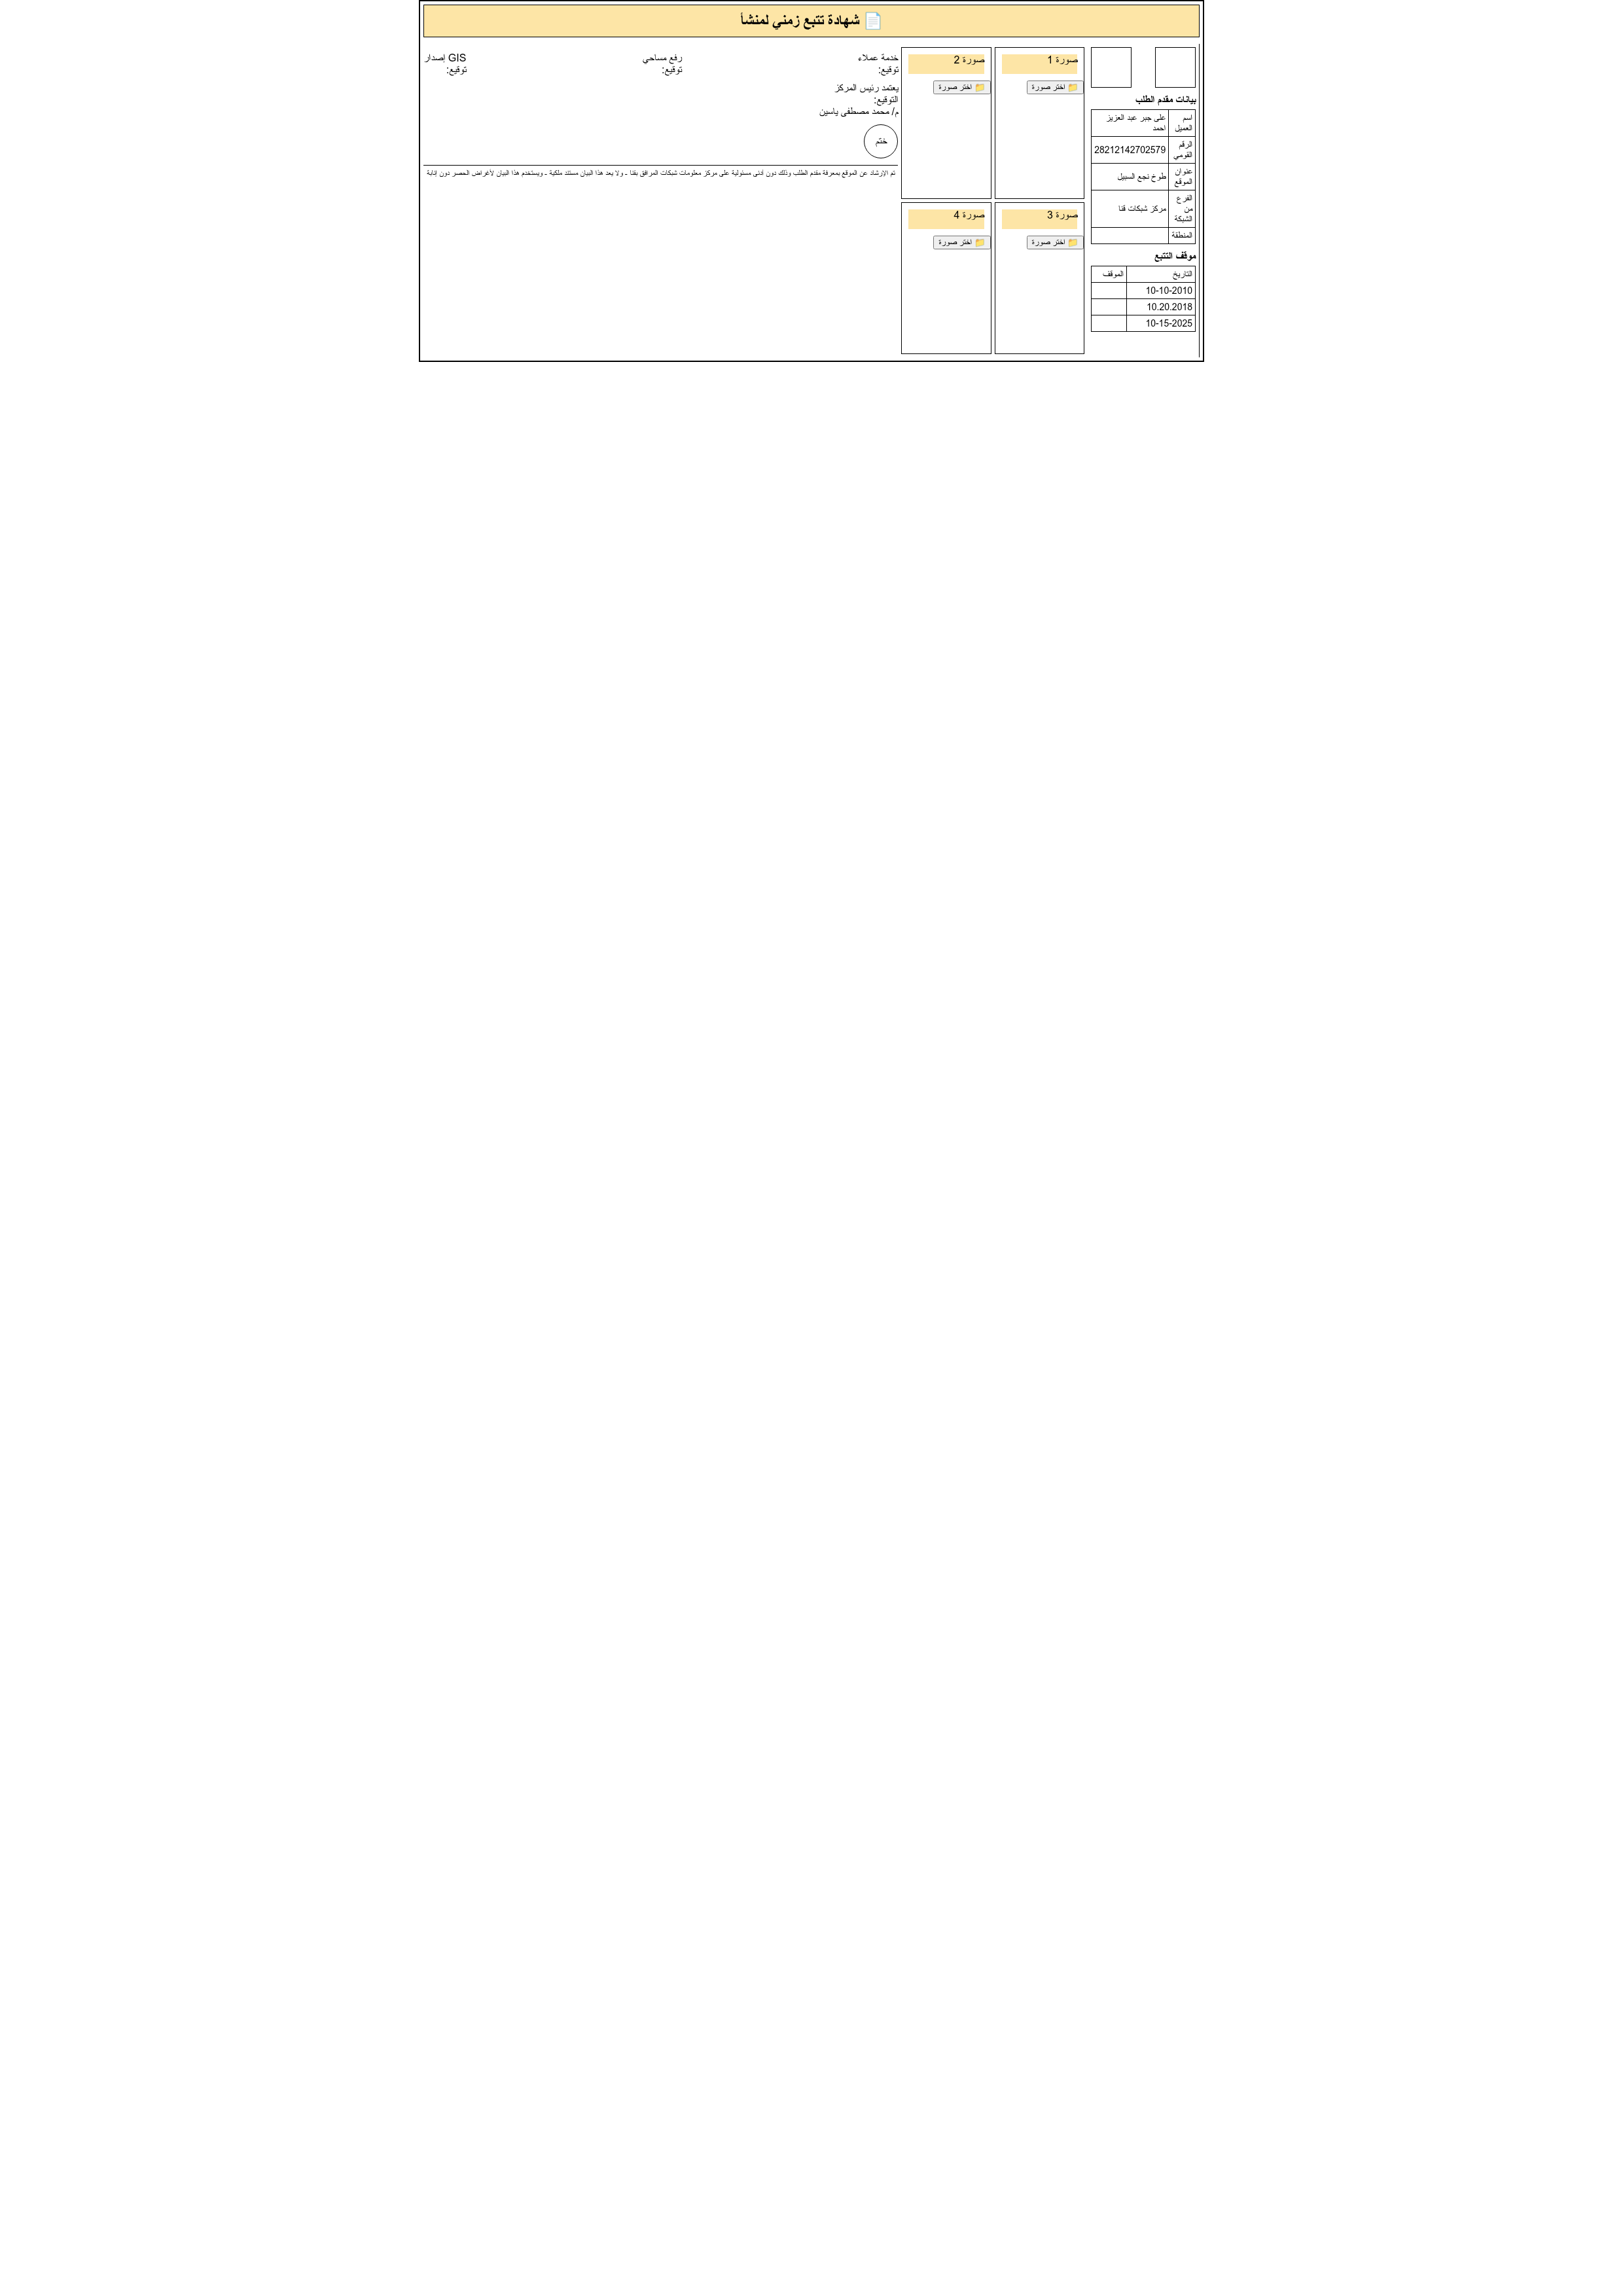 📄 شهادة تتبع زمني لمنشأ
بيانات مقدم الطلب
اسم العميل
على جبر عبد العزيز احمد
الرقم القومي
28212142702579
عنوان الموقع
طوخ نجع السبيل
الفرع من الشبكة
مركز شبكات قنا
المنطقة
موقف التتبع
التاريخ
الموقف
10-10-2010
10.20.2018
10-15-2025
صورة 1
📁 اختر صورة
صورة 2
📁 اختر صورة
صورة 3
📁 اختر صورة
صورة 4
📁 اختر صورة
خدمة عملاء
توقيع:
رفع مساحي
توقيع:
GIS إصدار
توقيع:
يعتمد رئيس المركز
التوقيع:
م/ محمد مصطفى ياسين
ختم
تم الإرشاد عن الموقع بمعرفة مقدم الطلب وذلك دون أدنى مسئولية على مركز معلومات شبكات المرافق بقنا ـ ولا يعد هذا البيان مستند ملكية ـ ويستخدم هذا البيان لأغراض الحصر دون إنابة